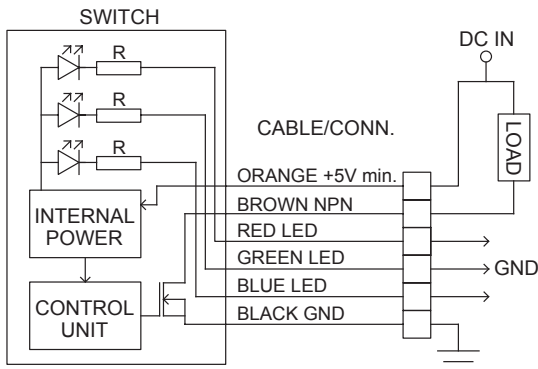 SWITCH
DC IN
R
R
R
CABLE/CONN.
LOAD
ORANGE +5V min.
BROWN NPN
RED LED
GREEN LED
GND
BLUE LED
BLACK GND
INTERNAL
POWER
CONTROL
UNIT